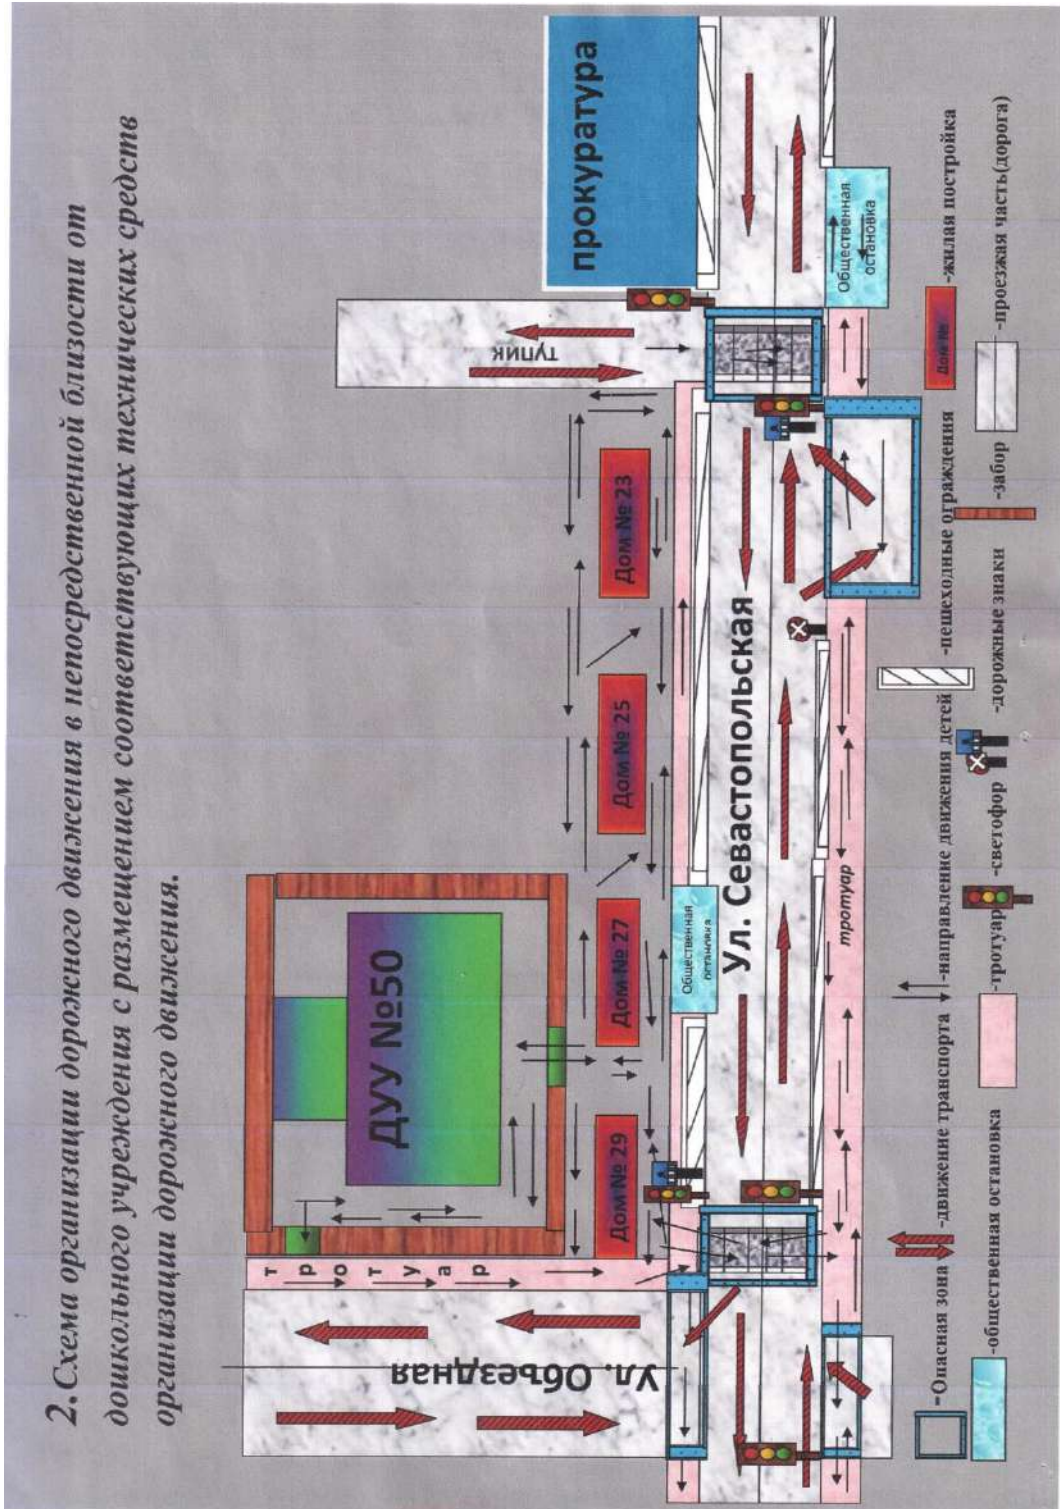 2.Схема организации дорожного движения в непосредственной близости от
дошкольного учреждения с размещением соответствующих технических средств
организации дорожного движения.
прокуратура
тупик
ДУУ №50
тротуар
Ул. Объездная
Дом № 29
Дом № 27
Дом № 25
Дом № 23
Общественная
остановка
Ул. Севастопольская
Общественная
остановка
тротуар
-Опасная зона
-движение транспорта
-направление движения детей
-пешеходные ограждения
Дом №
-жилая постройка
-общественная остановка
-тротуар
-светофор
-дорожные знаки
-забор
-проезжая часть(дорога)